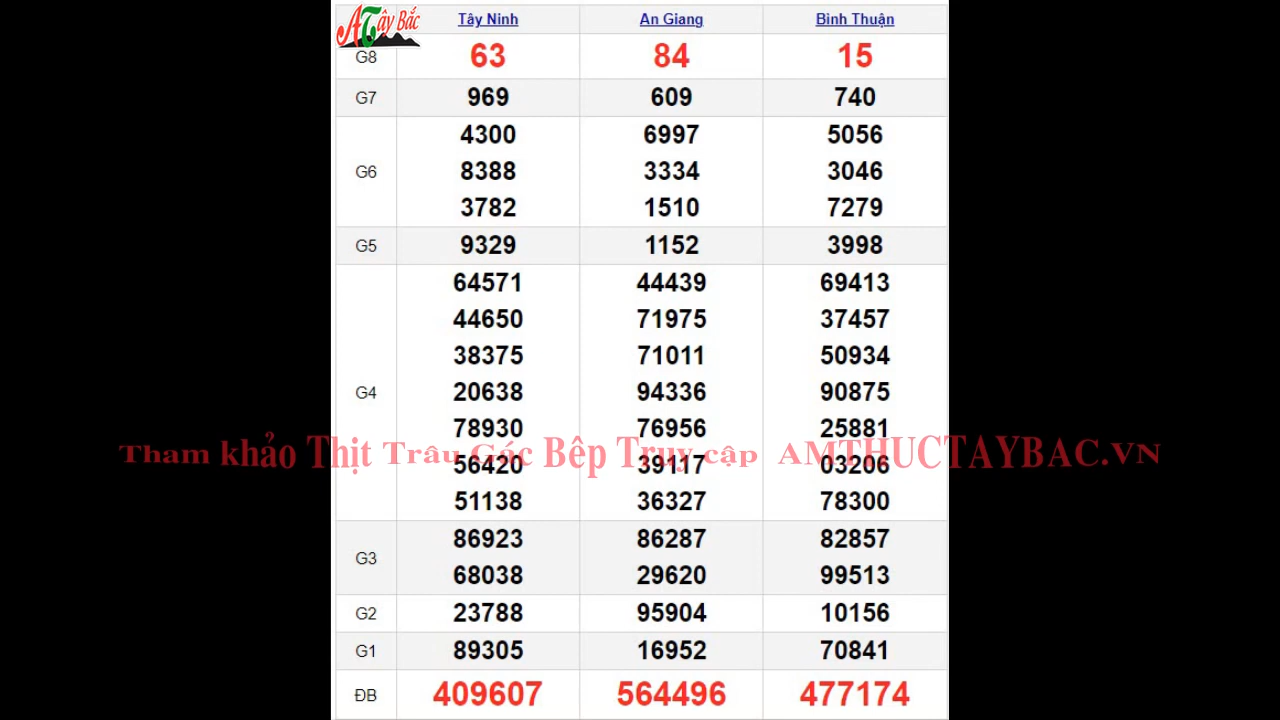 ATây Bắc
Tây Ninh An Giang Bình Thuận
G8 63 84 15
G7 969 609 740
4300 6997 5056
G6 8388 3334 3046
3782 1510 7279
G5 9329 1152 3998
64571 44439 69413
44650 71975 37457
38375 71011 50934
G4 20638 94336 90875
78930 76956 25881
Tham khảo Thịt Trâu Gác Bêp Truy cập AMTHUCTAYBAC.VN
56420 39117 03206
51138 36327 78300
86923 86287 82857
G3
68038 29620 99513
G2 23788 95904 10156
G1 89305 16952 70841
ĐB 409607 564496 477174